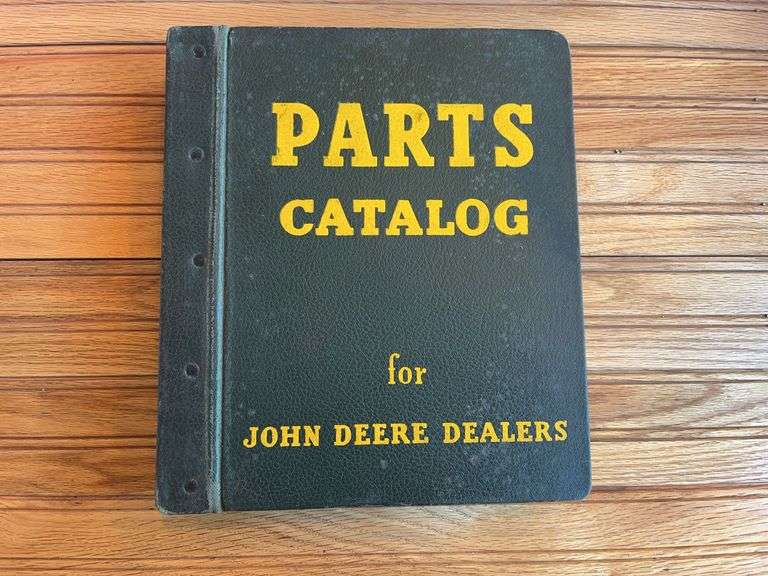 PARTS
CATALOG
for
JOHN DEERE DEALERS